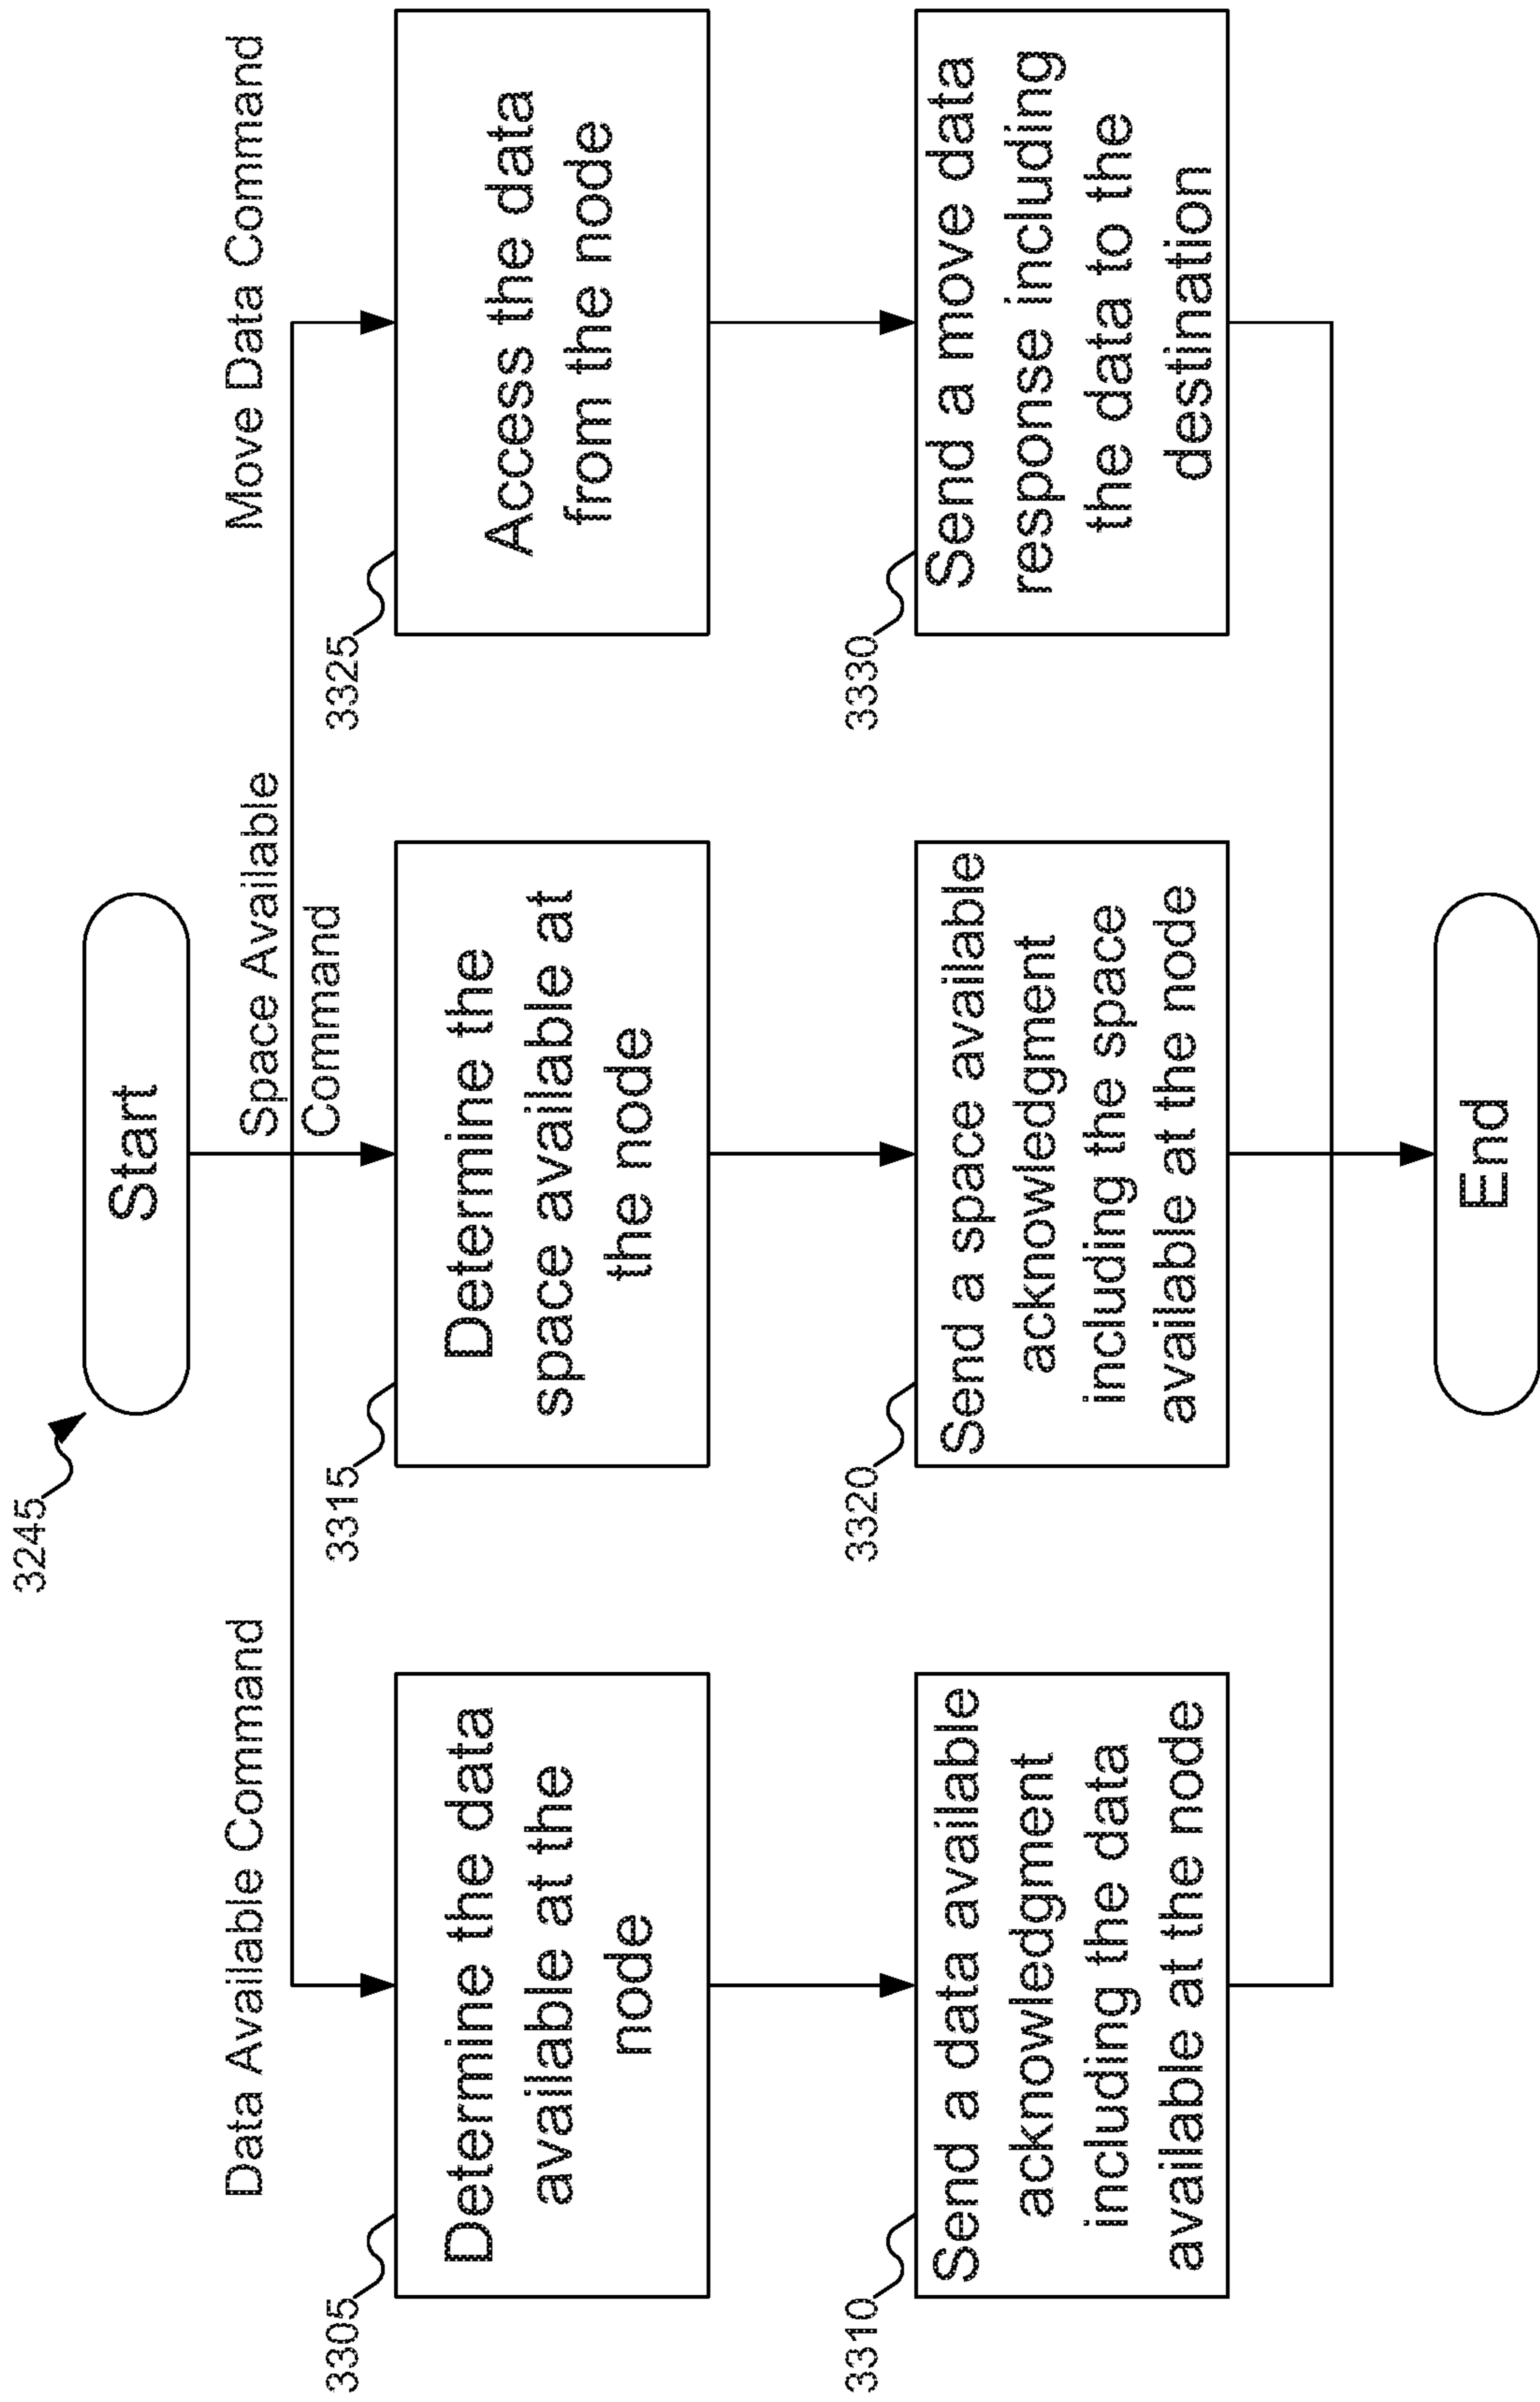 3245
Start
Data Available Command
Space Available
Command
Move Data Command
3305
Determine the data
available at the
node
3315
Determine the
space available at
the node
3325
Access the data
from the node
3310
Send a data available
acknowledgment
including the data
available at the node
3320
Send a space available
acknowledgment
including the space
available at the node
3330
Send a move data
response including
the data to the
destination
End